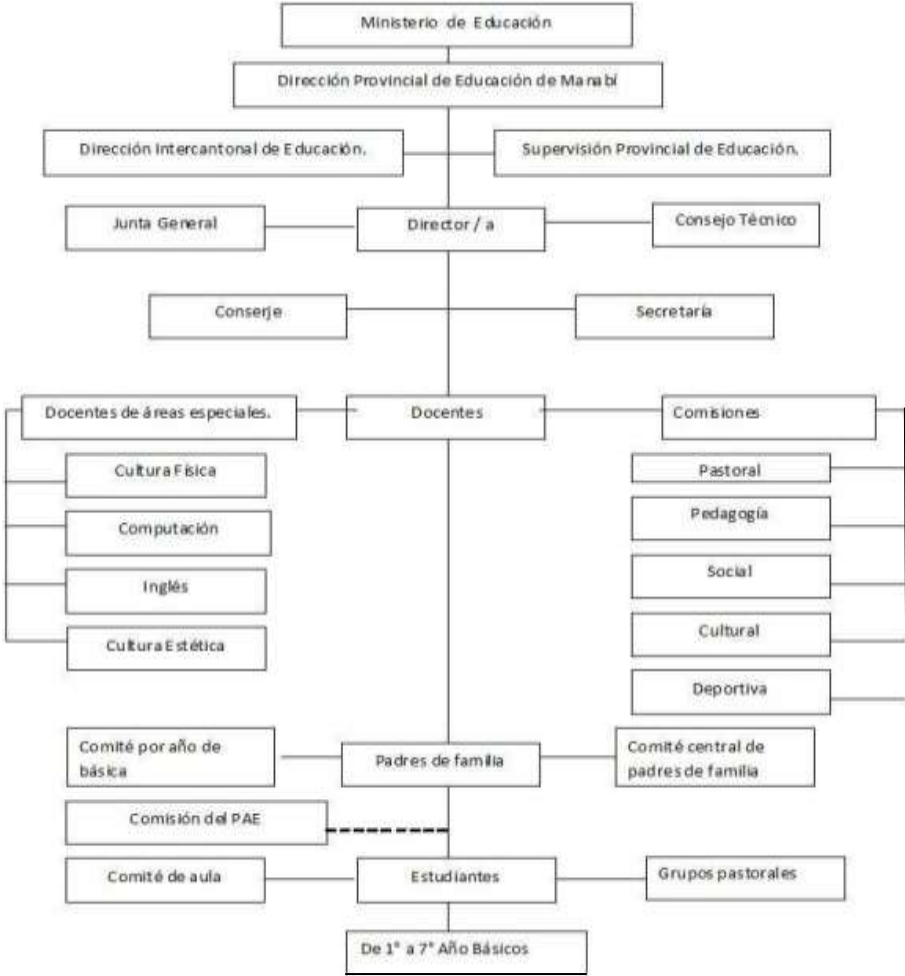 Ministerio de Educación
Dirección Provincial de Educación de Manabí
Dirección Intercantonal de Educación.
Supervisión Provincial de Educación.
Junta General
Director / a
Consejo Técnico
Conserje
Secretaría
Docentes de áreas especiales.
Docentes
Comisiones
Cultura Física
Pastoral
Computación
Pedagogía
Inglés
Social
Cultura Estética
Cultural
Deportiva
Comité por año de
básica
Padres de familia
Comité central de
padres de familia
Comisión del PAE
Comité de aula
Estudiantes
Grupos pastorales
De 1° a 7° Año Básicos